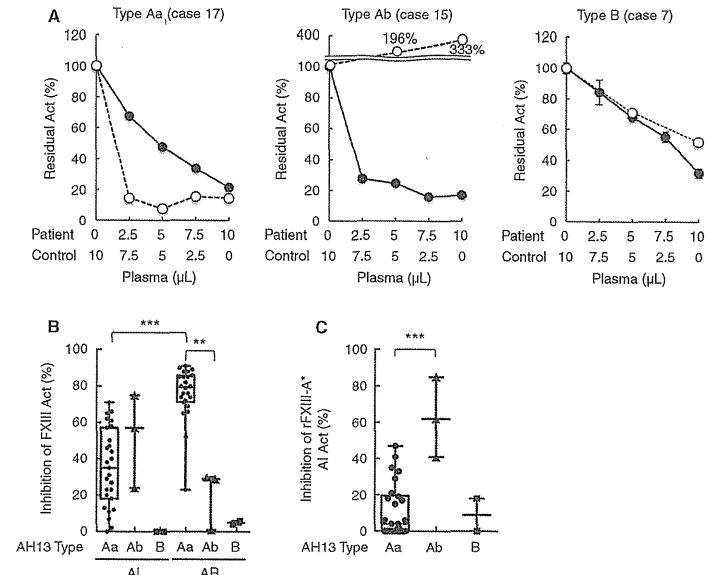 A
Type Aa (case 17)
Type Ab (case 15)
Type B (case 7)
Residual Act (%)
120
100
80
60
40
20
0
Residual Act (%)
400
100
80
60
40
20
0
196%
333%
Residual Act (%)
120
100
80
60
40
20
0
Patient 0 2.5 5 7.5 10
Control 10 7.5 5 2.5 0
Plasma (µL)
Patient 0 2.5 5 7.5 10
Control 10 7.5 5 2.5 0
Plasma (µL)
Patient 0 2.5 5 7.5 10
Control 10 7.5 5 2.5 0
Plasma (µL)
B
***
**
Inhibition of FXIII Act (%)
100
80
60
40
20
0
AH13 Type Aa Ab B Aa Ab B
C
***
Inhibition of rFXIII-A*
AI Act (%)
100
80
60
40
20
0
AH13 Type Aa Ab B